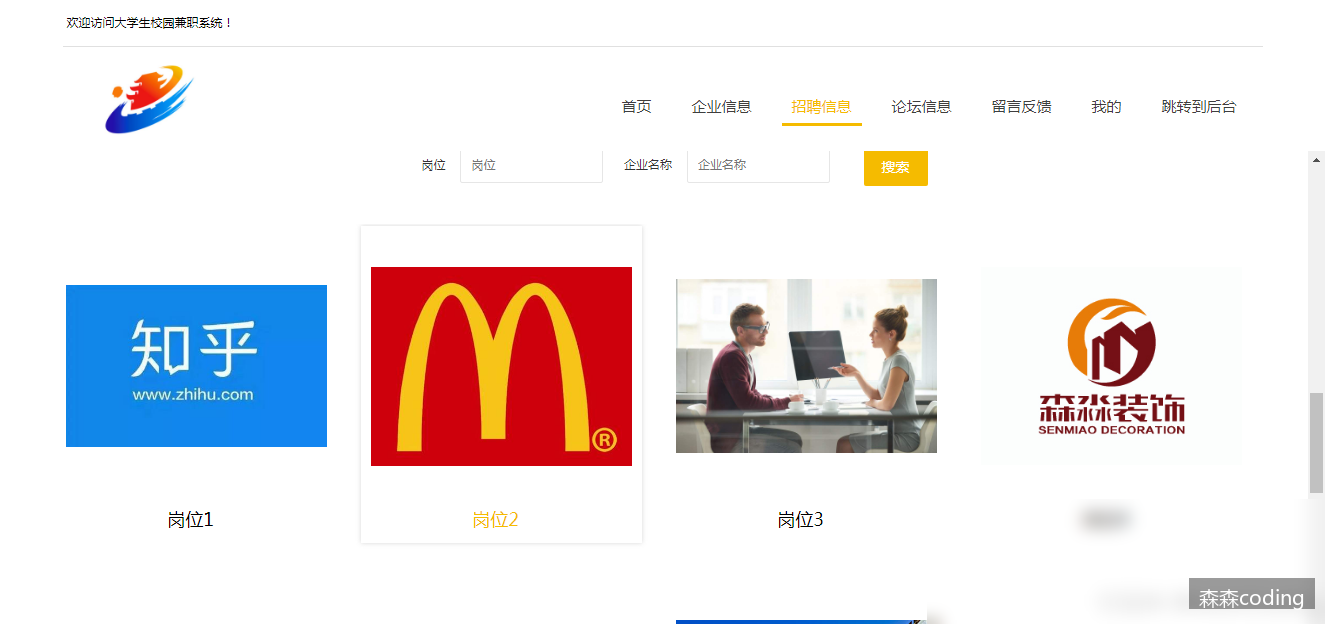 欢迎访问大学生校园兼职系统！
首页 企业信息 招聘信息 论坛信息 留言反馈 我的 跳转到后台
岗位 岗位 企业名称 企业名称 搜索
知乎
www.zhihu.com
®
森淼装饰
SENMIAO DECORATION
岗位1 岗位2 岗位3
森森coding